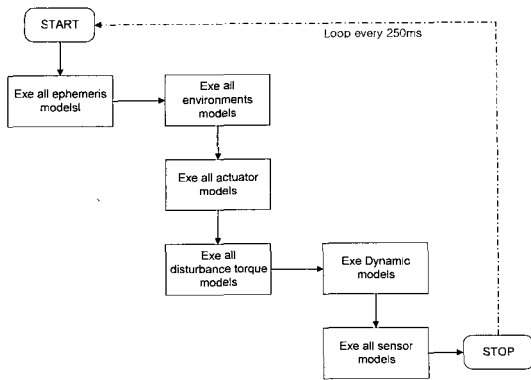 START
Loop every 250ms
Exe all ephemeris
models!
Exe all
environments
models
Exe all actuator
models
Exe all
disturbance torque
models
Exe Dynamic
models
Exe all sensor
models
STOP